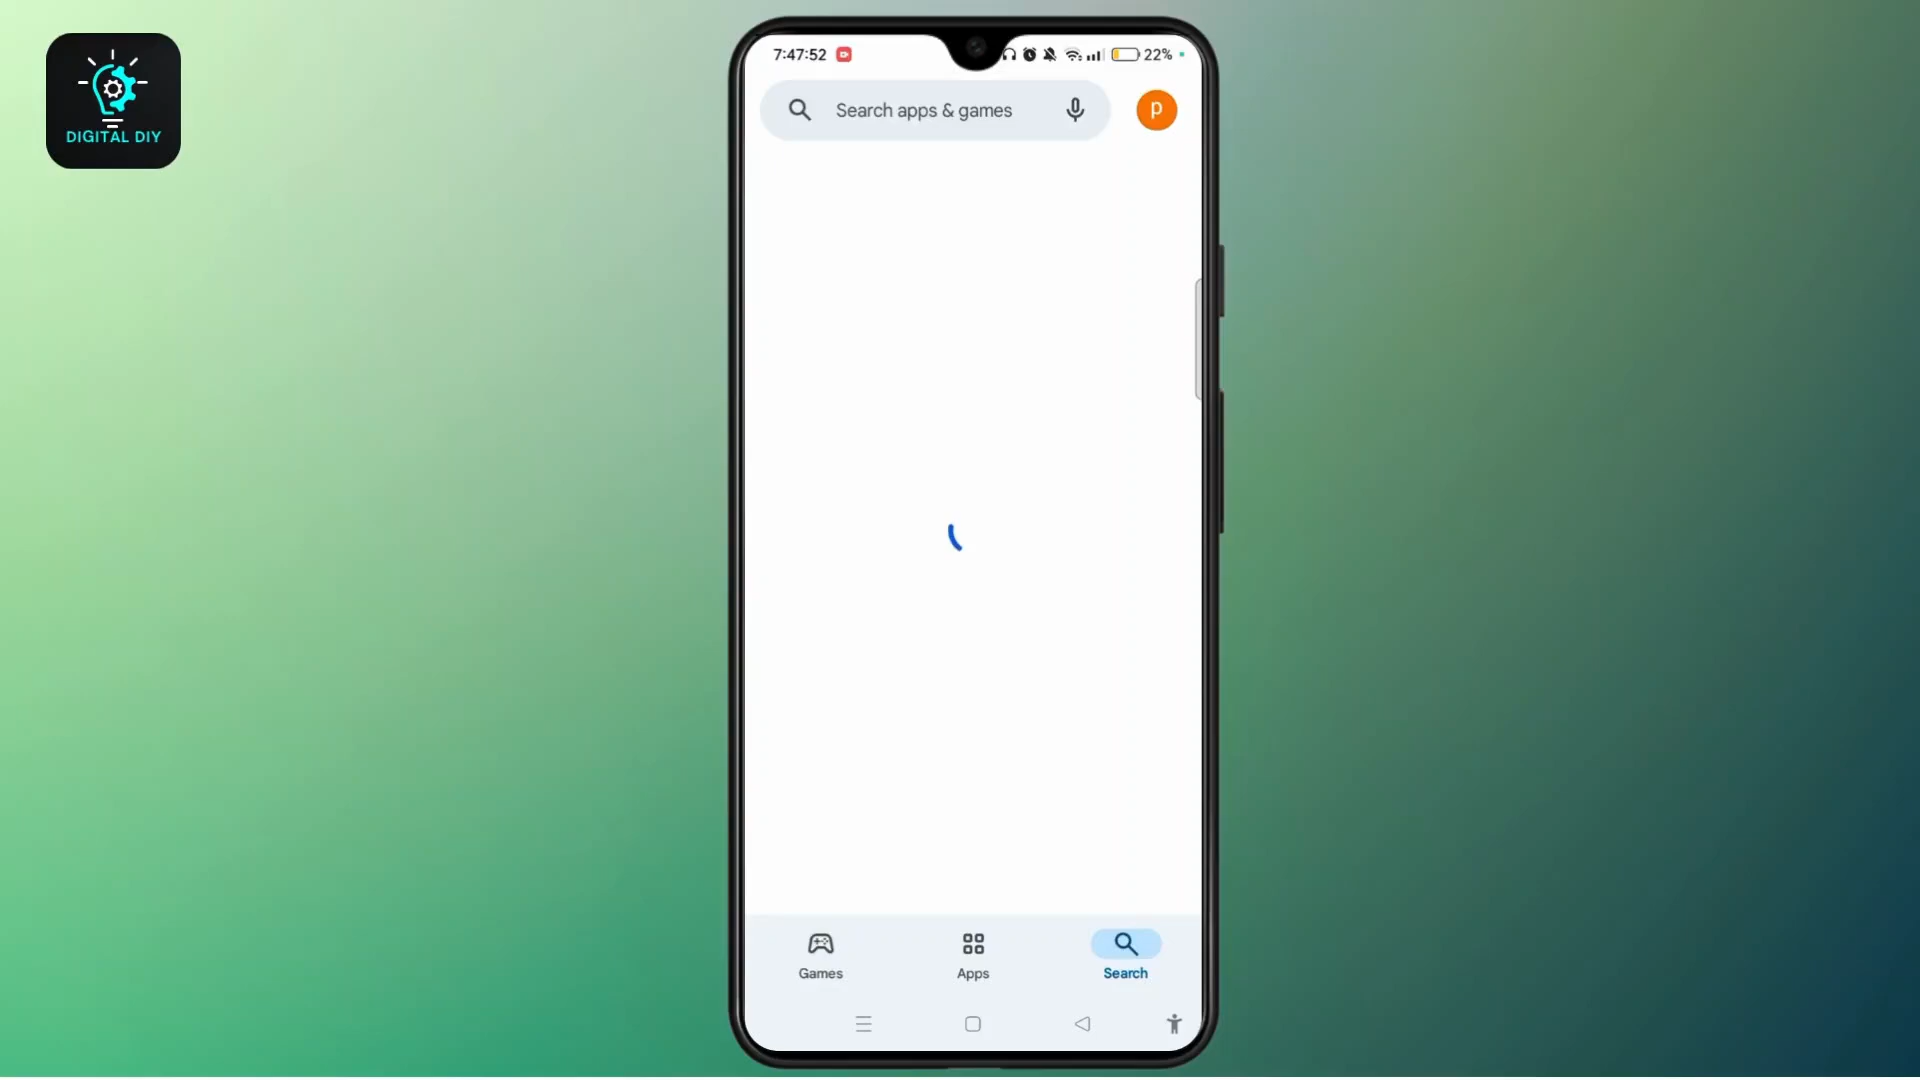 DIGITAL DIY
7:47:52
22%
Search apps & games
p
Games
Apps
Search